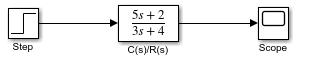 5s + 2
3s + 4
Step
C(s)/R(s)
Scope